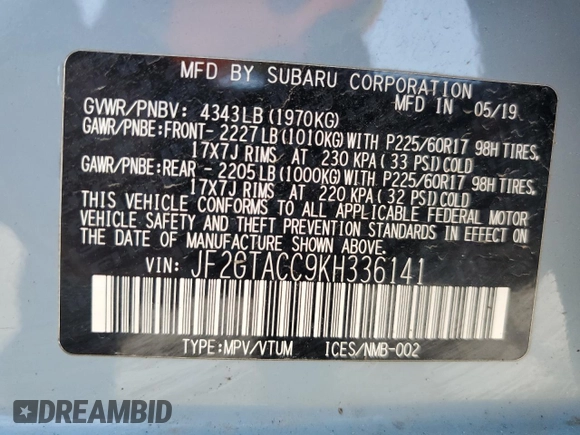 MFD BY SUBARU CORPORATION
MFD IN 05/19
GVWR/PNBV: 4343LB(1970KG)
GAWR/PNBE:FRONT-2227LB(1010KG)WITH P225/60R17 98H TIRES,
17X7J RIMS AT 230 KPA(33 PSI)COLD
GAWR/PNBE:REAR -2205LB(1000KG)WITH P225/60R17 98H TIRES,
17X7J RIMS AT 220 KPA(32 PSI)COLD
THIS VEHICLE CONFORMS TO ALL APPLICABLE FEDERAL MOTOR
VEHICLE SAFETY AND THEFT PREVENTION STANDARDS IN EFFECT ON
THE DATE OF MANUFACTURE SHOWN ABOVE.
VIN: JF2GTACC9KH336141
TYPE:MPV/VTUM ICES/NMB-002
DREAMBID